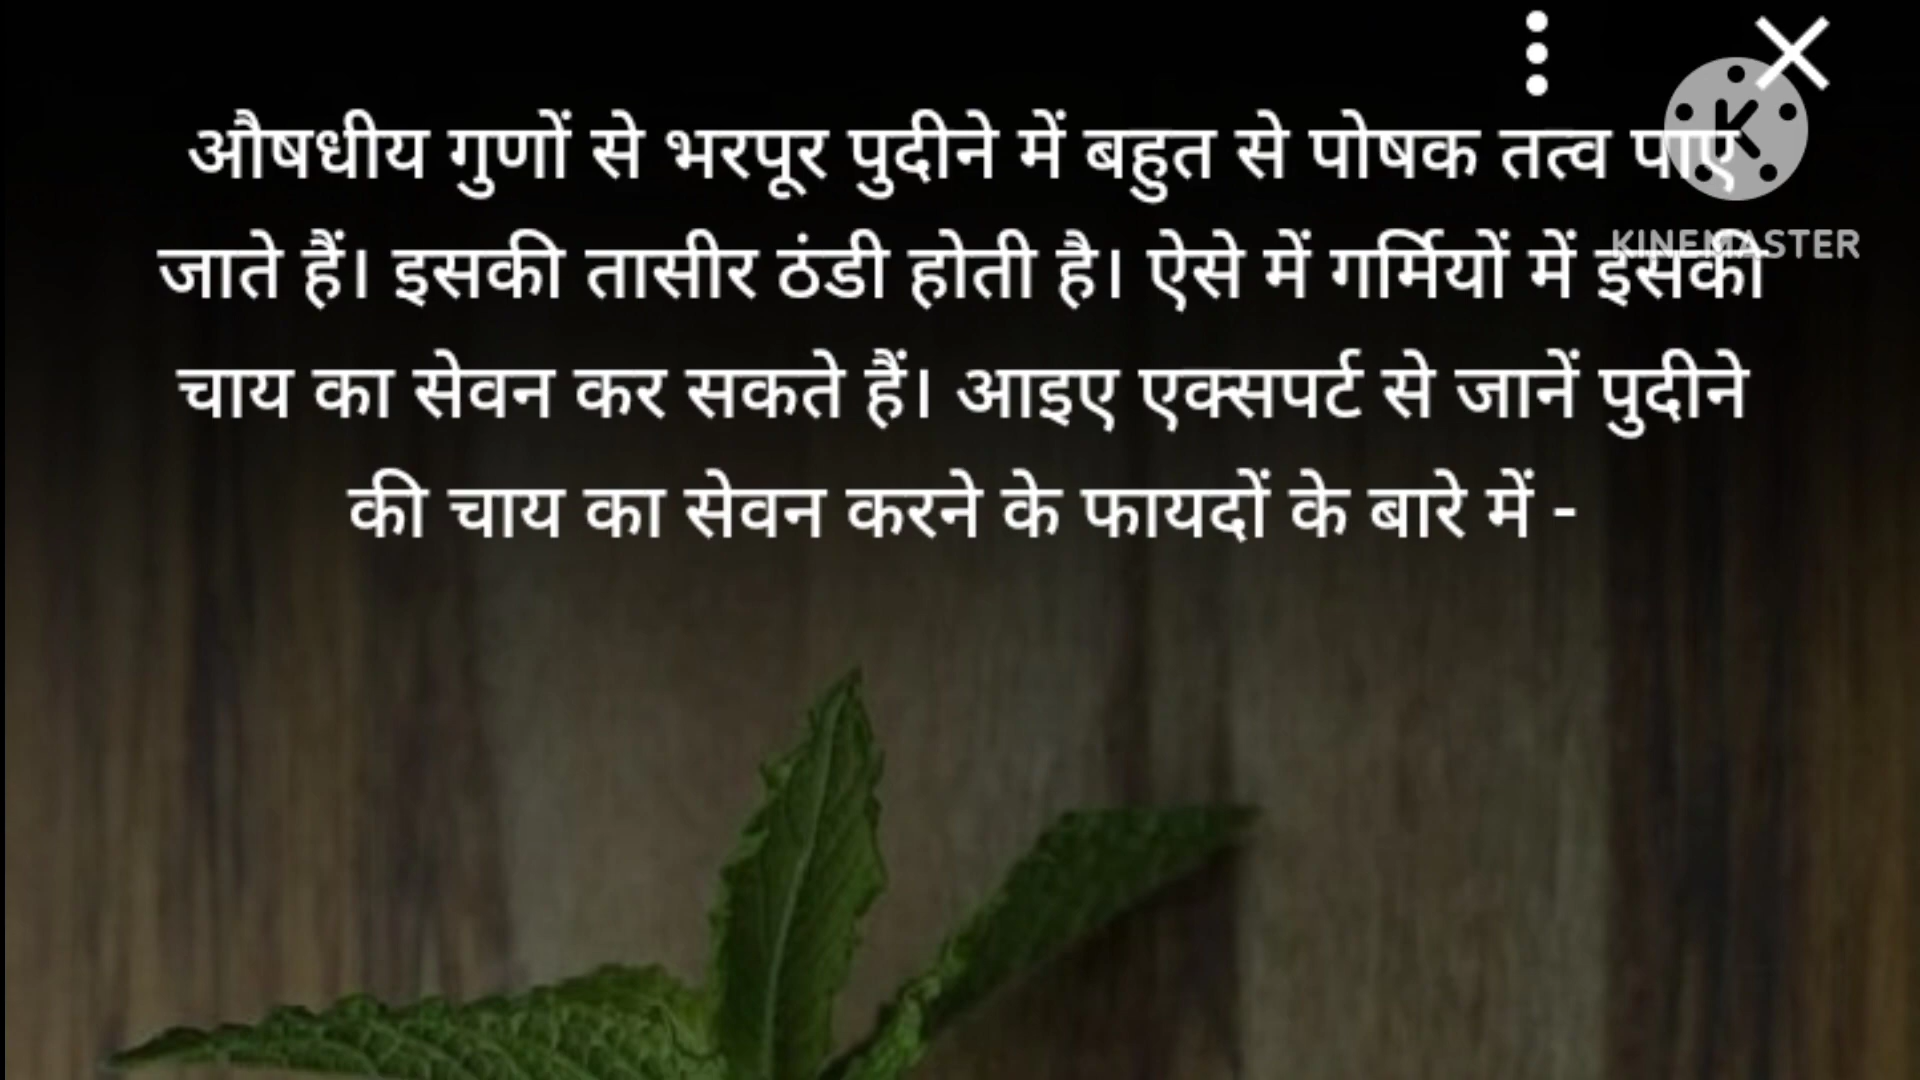 औषधीय गुणों से भरपूर पुदीने में बहुत से पोषक तत्व पाए
जाते हैं। इसकी तासीर ठंडी होती है। ऐसे में गर्मियों में इसकी
चाय का सेवन कर सकते हैं। आइए एक्सपर्ट से जानें पुदीने
की चाय का सेवन करने के फायदों के बारे में -
K
KINEMASTER